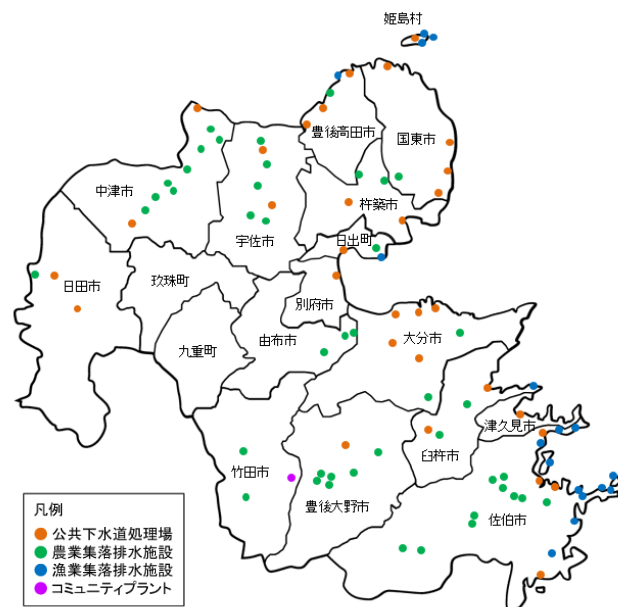 姫島村
豊後高田市
国東市
中津市
杵築市
宇佐市
日出町
日田市
玖珠町
別府市
由布市
大分市
九重町
津久見市
臼杵市
竹田市
豊後大野市
佐伯市
凡例
公共下水道処理場
農業集落排水施設
漁業集落排水施設
コミュニティプラント